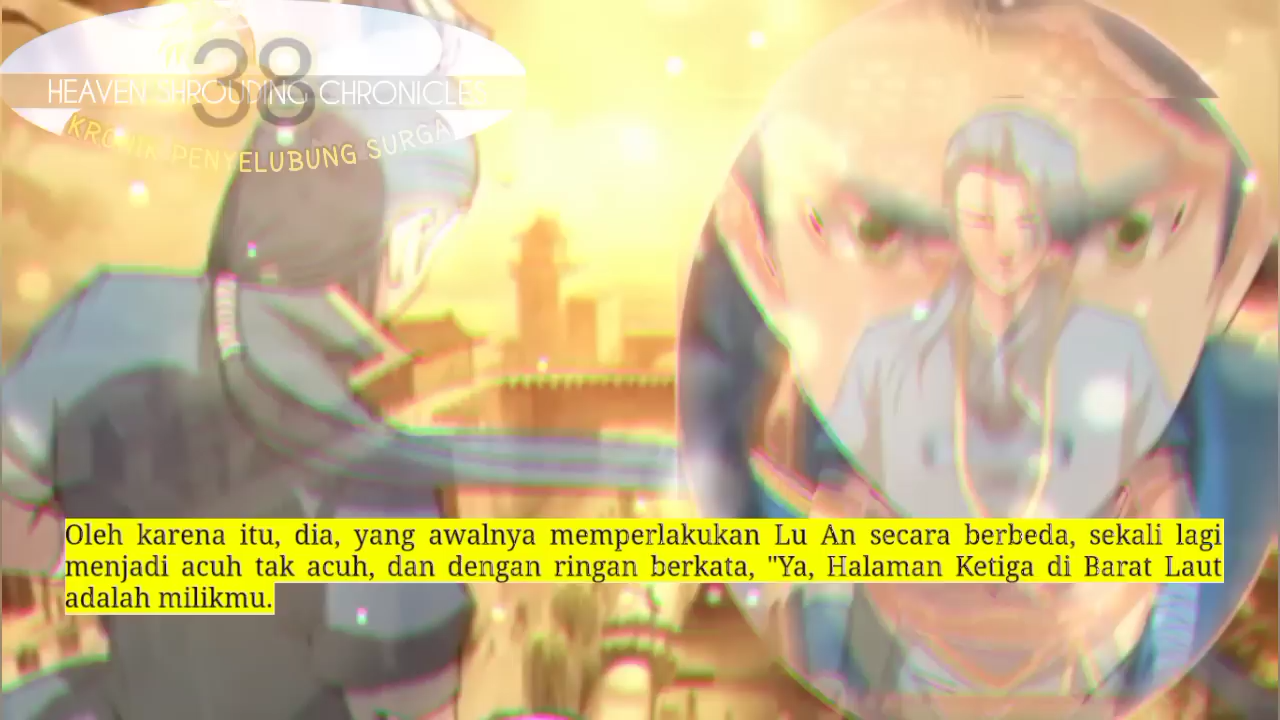 38
HEAVEN SHROUDING CHRONICLES
KRONIK PENYELUBUNG SURGA
Oleh karena itu, dia, yang awalnya memperlakukan Lu An secara berbeda, sekali lagi
menjadi acuh tak acuh, dan dengan ringan berkata, "Ya, Halaman Ketiga di Barat Laut
adalah milikmu.